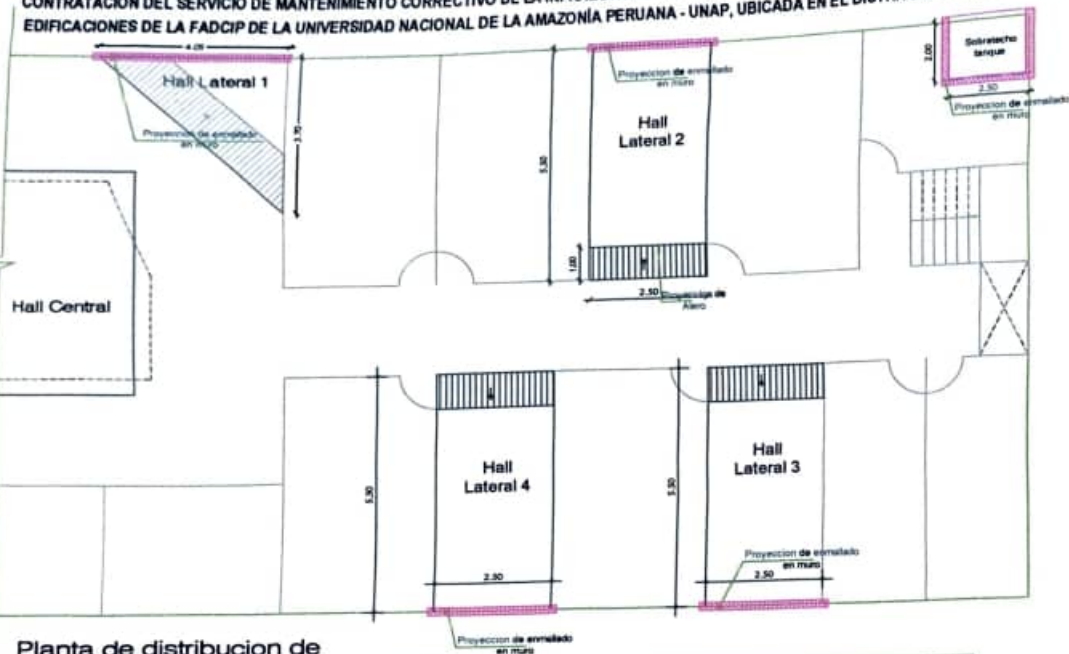 CONTRATACIÓN DEL SERVICIO DE MANTENIMIENTO CORRECTIVO DE LA
EDIFICACIONES DE LA FADCIP DE LA UNIVERSIDAD NACIONAL DE LA AMAZONÍA PERUANA - UNAP, UBICADA EN EL
4.05
Hall Lateral 1
Proyeccion de enmallado
en muro
3.70
Hall Central
5.30
Proyeccion de enmallado
en muro
Hall
Lateral 2
1.00
2.50
Proyeccion de
Alero
2.00
Sobretecho
tanque
2.50
Proyeccion de enmallado
en muro
5.30
Hall
Lateral 4
2.50
Proyeccion de enmallado
en muro
5.30
Hall
Lateral 3
Proyeccion de enmallado
en muro
2.50
Planta de distribucion de